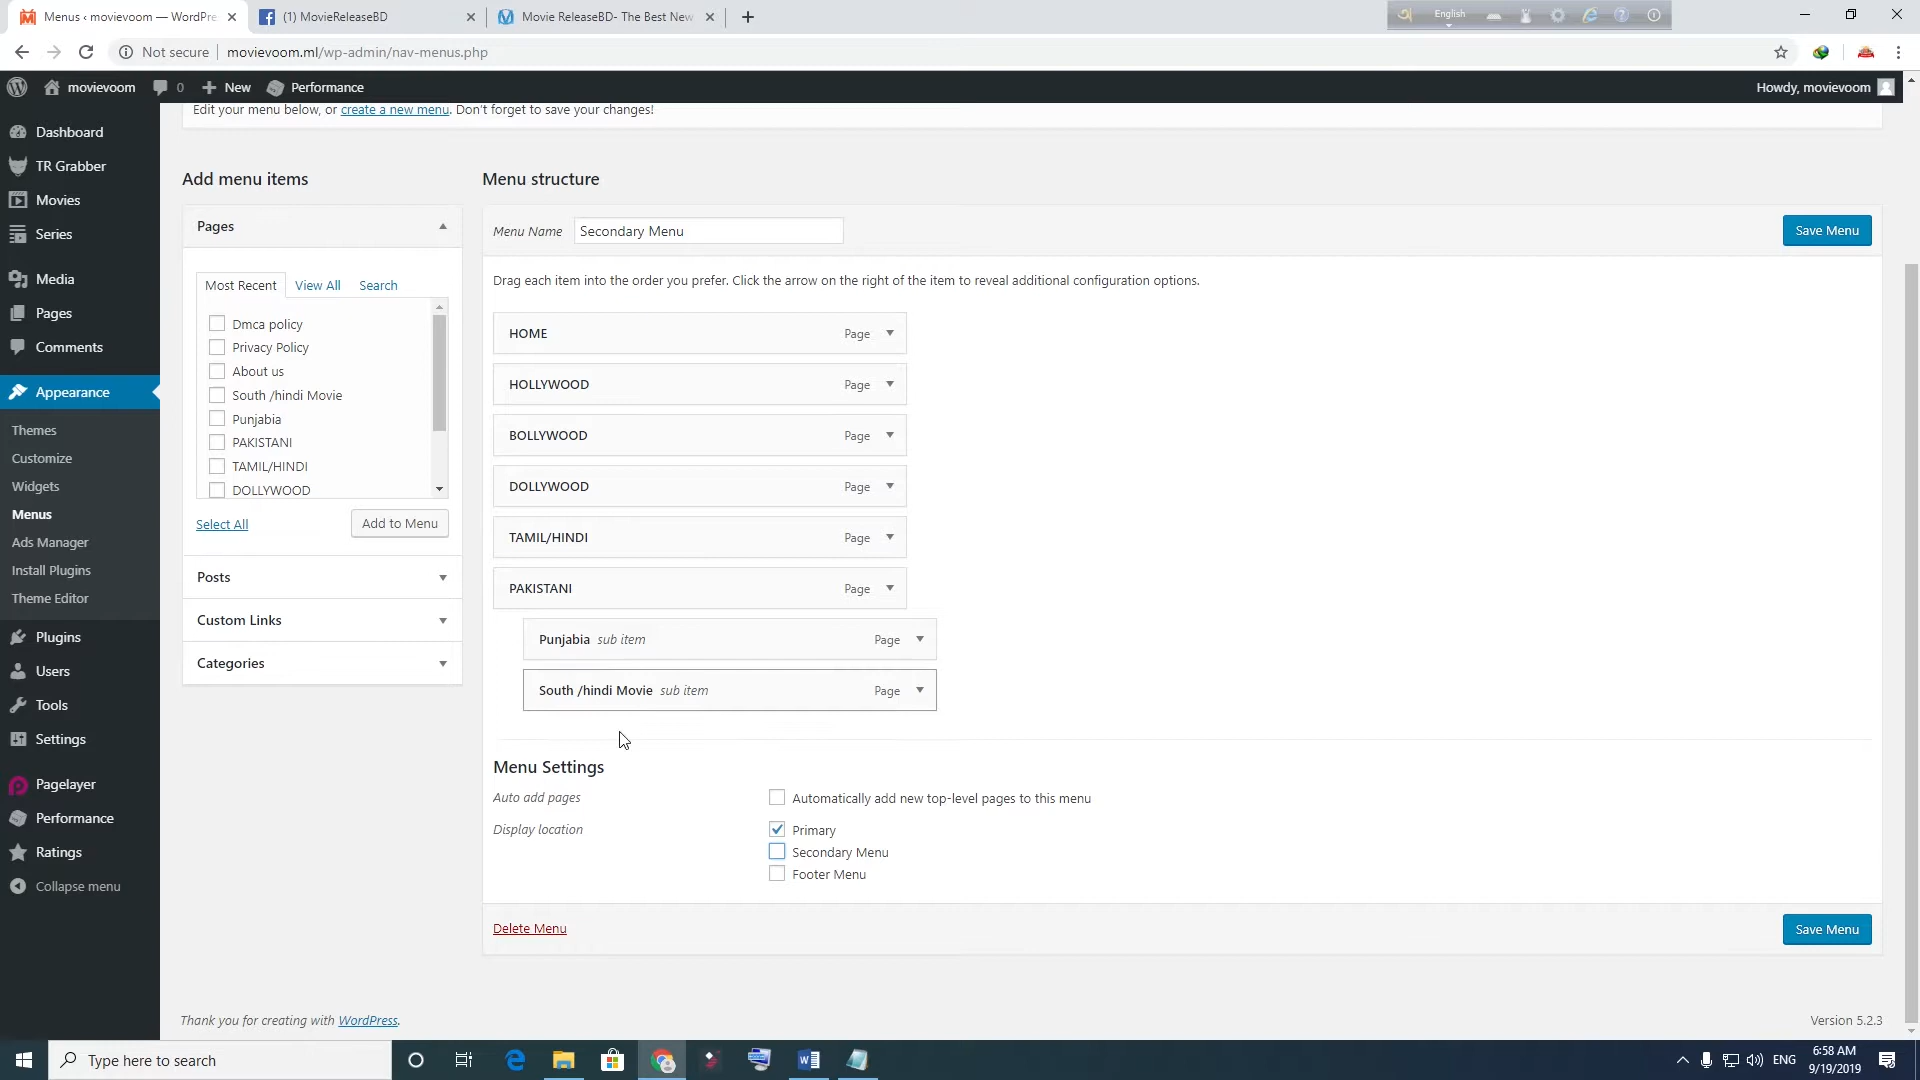 Menus ‹ movievoom — WordPre
(1) MovieReleaseBD
Movie ReleaseBD- The Best New
English
Not secure
movievoom.ml/wp-admin/nav-menus.php
movievoom
0
New
Performance
Howdy, movievoom
Edit your menu below, or create a new menu. Don't forget to save your changes!
Dashboard
TR Grabber
Movies
Series
Media
Pages
Comments
Appearance
Themes
Customize
Widgets
Menus
Ads Manager
Install Plugins
Theme Editor
Plugins
Users
Tools
Settings
Pagelayer
Performance
Ratings
Collapse menu
Add menu items
Pages
Most Recent
View All
Search
Dmca policy
Privacy Policy
About us
South /hindi Movie
Punjabia
PAKISTANI
TAMIL/HINDI
DOLLYWOOD
Select All
Add to Menu
Posts
Custom Links
Categories
Menu structure
Menu Name
Secondary Menu
Save Menu
Drag each item into the order you prefer. Click the arrow on the right of the item to reveal additional configuration options.
HOME Page
HOLLYWOOD Page
BOLLYWOOD Page
DOLLYWOOD Page
TAMIL/HINDI Page
PAKISTANI Page
Punjabia sub item Page
South /hindi Movie sub item Page
Menu Settings
Auto add pages
Automatically add new top-level pages to this menu
Display location
Primary
Secondary Menu
Footer Menu
Delete Menu
Save Menu
Thank you for creating with WordPress.
Version 5.2.3
Type here to search
ENG
6:58 AM
9/19/2019